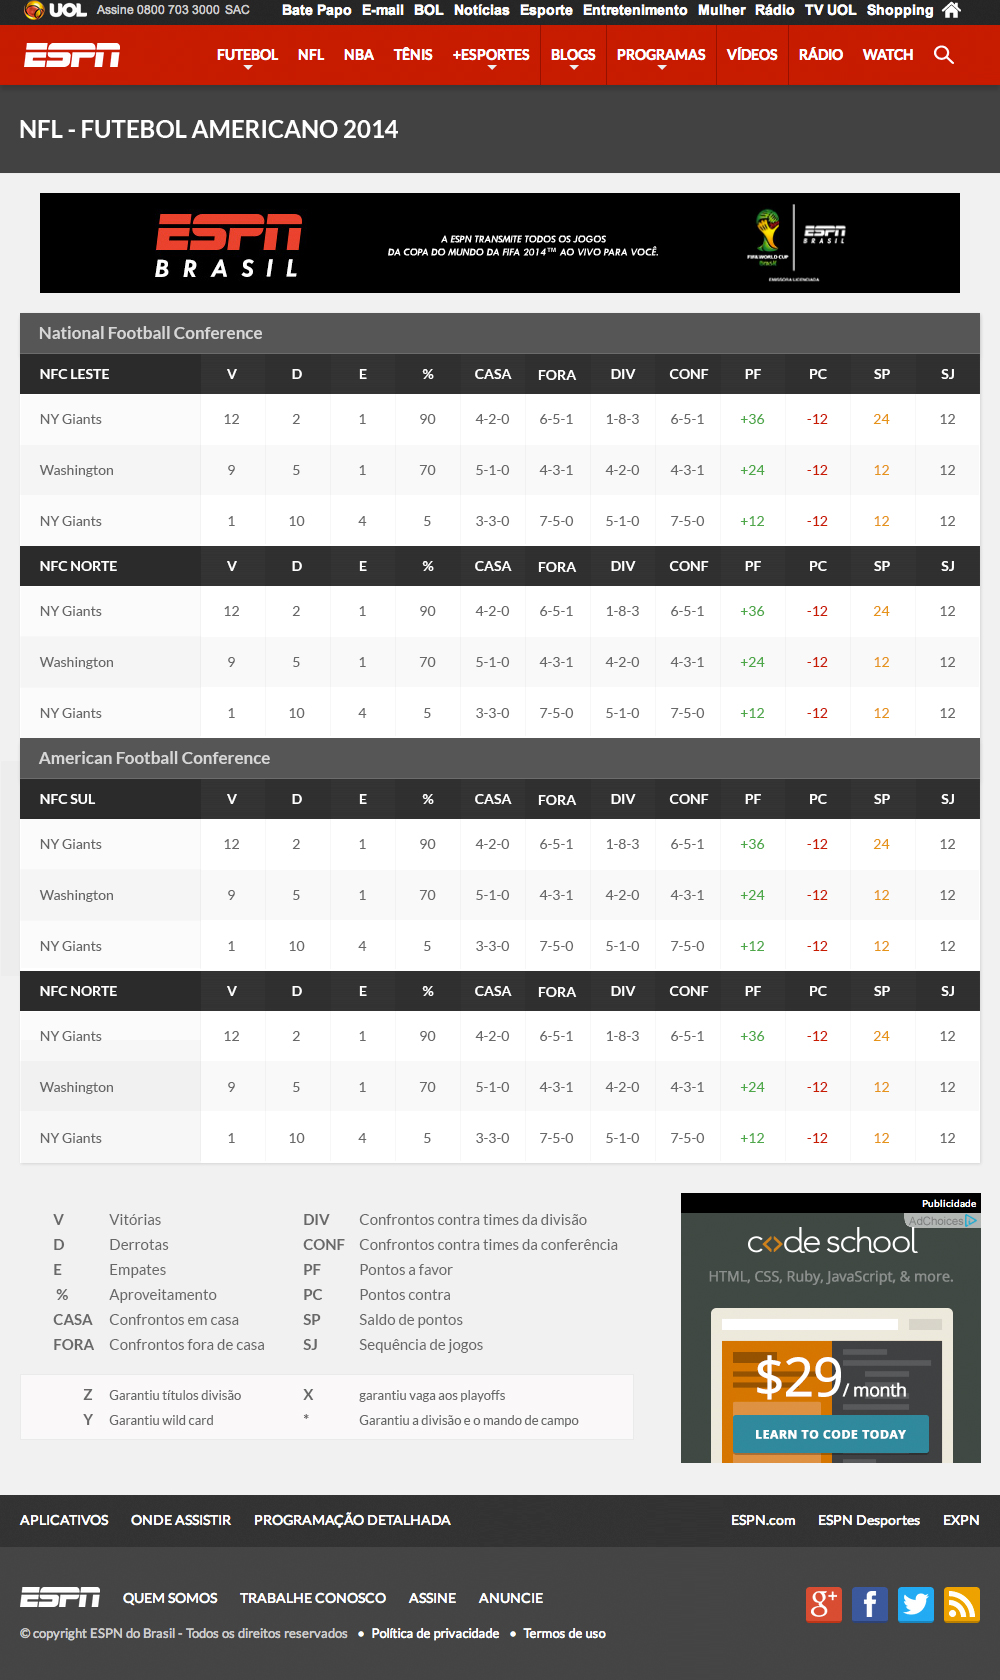 UOL Assine 0800 703 3000 SAC Bate Papo E-mail BOL Notícias Esporte Entretenimento Mulher Rádio TV UOL Shopping
ESPN FUTEBOL NFL NBA TÊNIS +ESPORTES BLOGS PROGRAMAS VÍDEOS RÁDIO WATCH
NFL - FUTEBOL AMERICANO 2014
ESPN
BRASIL
A ESPN TRANSMITE TODOS OS JOGOS
DA COPA DO MUNDO DA FIFA 2014™ AO VIVO PARA VOCÊ.
FIFA WORLD CUP
Brasil
ESPN
BRASIL
EMISSORA LICENCIADA
National Football Conference
NFC LESTE V D E % CASA FORA DIV CONF PF PC SP SJ
NY Giants 12 2 1 90 4-2-0 6-5-1 1-8-3 6-5-1 +36 -12 24 12
Washington 9 5 1 70 5-1-0 4-3-1 4-2-0 4-3-1 +24 -12 12 12
NY Giants 1 10 4 5 3-3-0 7-5-0 5-1-0 7-5-0 +12 -12 12 12
NFC NORTE V D E % CASA FORA DIV CONF PF PC SP SJ
NY Giants 12 2 1 90 4-2-0 6-5-1 1-8-3 6-5-1 +36 -12 24 12
Washington 9 5 1 70 5-1-0 4-3-1 4-2-0 4-3-1 +24 -12 12 12
NY Giants 1 10 4 5 3-3-0 7-5-0 5-1-0 7-5-0 +12 -12 12 12
American Football Conference
NFC SUL V D E % CASA FORA DIV CONF PF PC SP SJ
NY Giants 12 2 1 90 4-2-0 6-5-1 1-8-3 6-5-1 +36 -12 24 12
Washington 9 5 1 70 5-1-0 4-3-1 4-2-0 4-3-1 +24 -12 12 12
NY Giants 1 10 4 5 3-3-0 7-5-0 5-1-0 7-5-0 +12 -12 12 12
NFC NORTE V D E % CASA FORA DIV CONF PF PC SP SJ
NY Giants 12 2 1 90 4-2-0 6-5-1 1-8-3 6-5-1 +36 -12 24 12
Washington 9 5 1 70 5-1-0 4-3-1 4-2-0 4-3-1 +24 -12 12 12
NY Giants 1 10 4 5 3-3-0 7-5-0 5-1-0 7-5-0 +12 -12 12 12
V Vitórias DIV Confrontos contra times da divisão
D Derrotas CONF Confrontos contra times da conferência
E Empates PF Pontos a favor
% Aproveitamento PC Pontos contra
CASA Confrontos em casa SP Saldo de pontos
FORA Confrontos fora de casa SJ Sequência de jogos
Z Garantiu títulos divisão X garantiu vaga aos playoffs
Y Garantiu wild card * Garantiu a divisão e o mando de campo
Publicidade
AdChoices
code school
HTML, CSS, Ruby, JavaScript, & more.
$29/ month
LEARN TO CODE TODAY
APLICATIVOS ONDE ASSISTIR PROGRAMAÇÃO DETALHADA ESPN.com ESPN Desportes EXPN
ESPN QUEM SOMOS TRABALHE CONOSCO ASSINE ANUNCIE
© copyright ESPN do Brasil - Todos os direitos reservados • Política de privacidade • Termos de uso